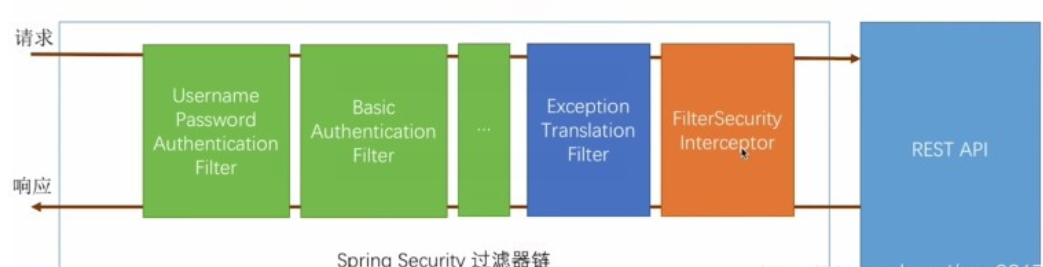 请求
Username
Password
Authentication
Filter
Basic
Authentication
Filter
...
Exception
Translation
Filter
FilterSecurity
Interceptor
REST API
响应
Spring Security 过滤器链